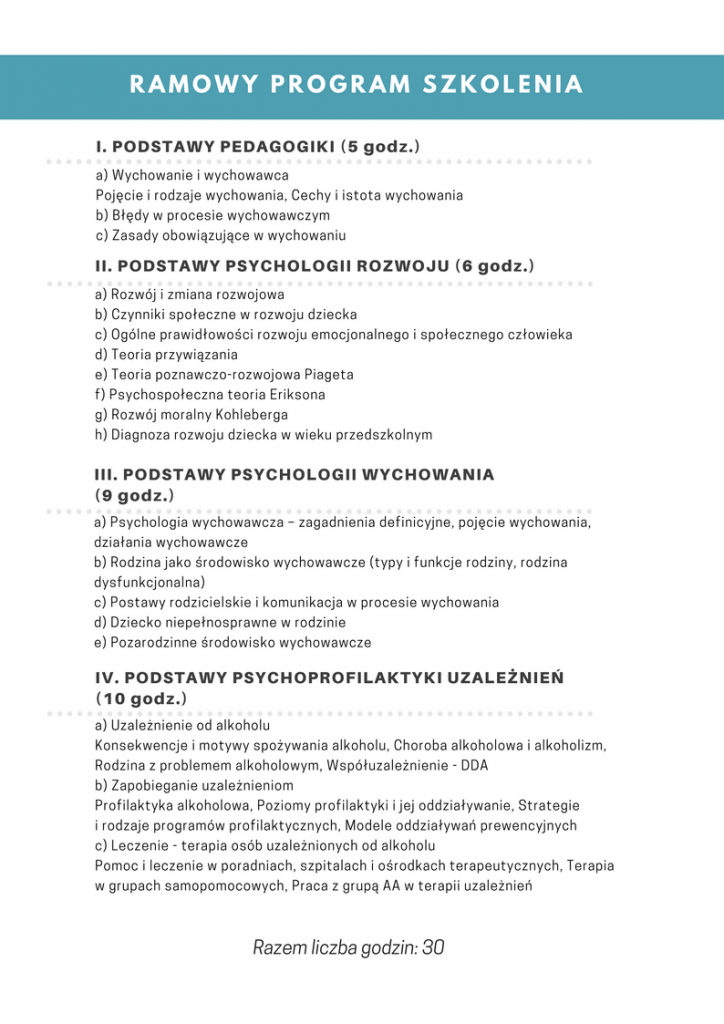 RAMOWY PROGRAM SZKOLENIA
I. PODSTAWY PEDAGOGIKI (5 godz.)
a) Wychowanie i wychowawca
Pojęcie i rodzaje wychowania, Cechy i istota wychowania
b) Błędy w procesie wychowawczym
c) Zasady obowiązujące w wychowaniu
II. PODSTAWY PSYCHOLOGII ROZWOJU (6 godz.)
a) Rozwój i zmiana rozwojowa
b) Czynniki społeczne w rozwoju dziecka
c) Ogólne prawidłowości rozwoju emocjonalnego i społecznego człowieka
d) Teoria przywiązania
e) Teoria poznawczo-rozwojowa Piageta
f) Psychospołeczna teoria Eriksona
g) Rozwój moralny Kohleberga
h) Diagnoza rozwoju dziecka w wieku przedszkolnym
III. PODSTAWY PSYCHOLOGII WYCHOWANIA
(9 godz.)
a) Psychologia wychowawcza – zagadnienia definicyjne, pojęcie wychowania,
działania wychowawcze
b) Rodzina jako środowisko wychowawcze (typy i funkcje rodziny, rodzina
dysfunkcjonalna)
c) Postawy rodzicielskie i komunikacja w procesie wychowania
d) Dziecko niepełnosprawne w rodzinie
e) Pozarodzinne środowisko wychowawcze
IV. PODSTAWY PSYCHOPROFILAKTYKI UZALEŻNIEŃ
(10 godz.)
a) Uzależnienie od alkoholu
Konsekwencje i motywy spożywania alkoholu, Choroba alkoholowa i alkoholizm,
Rodzina z problemem alkoholowym, Współuzależnienie - DDA
b) Zapobieganie uzależnieniom
Profilaktyka alkoholowa, Poziomy profilaktyki i jej oddziaływanie, Strategie
i rodzaje programów profilaktycznych, Modele oddziaływań prewencyjnych
c) Leczenie - terapia osób uzależnionych od alkoholu
Pomoc i leczenie w poradniach, szpitalach i ośrodkach terapeutycznych, Terapia
w grupach samopomocowych, Praca z grupą AA w terapii uzależnień
Razem liczba godzin: 30